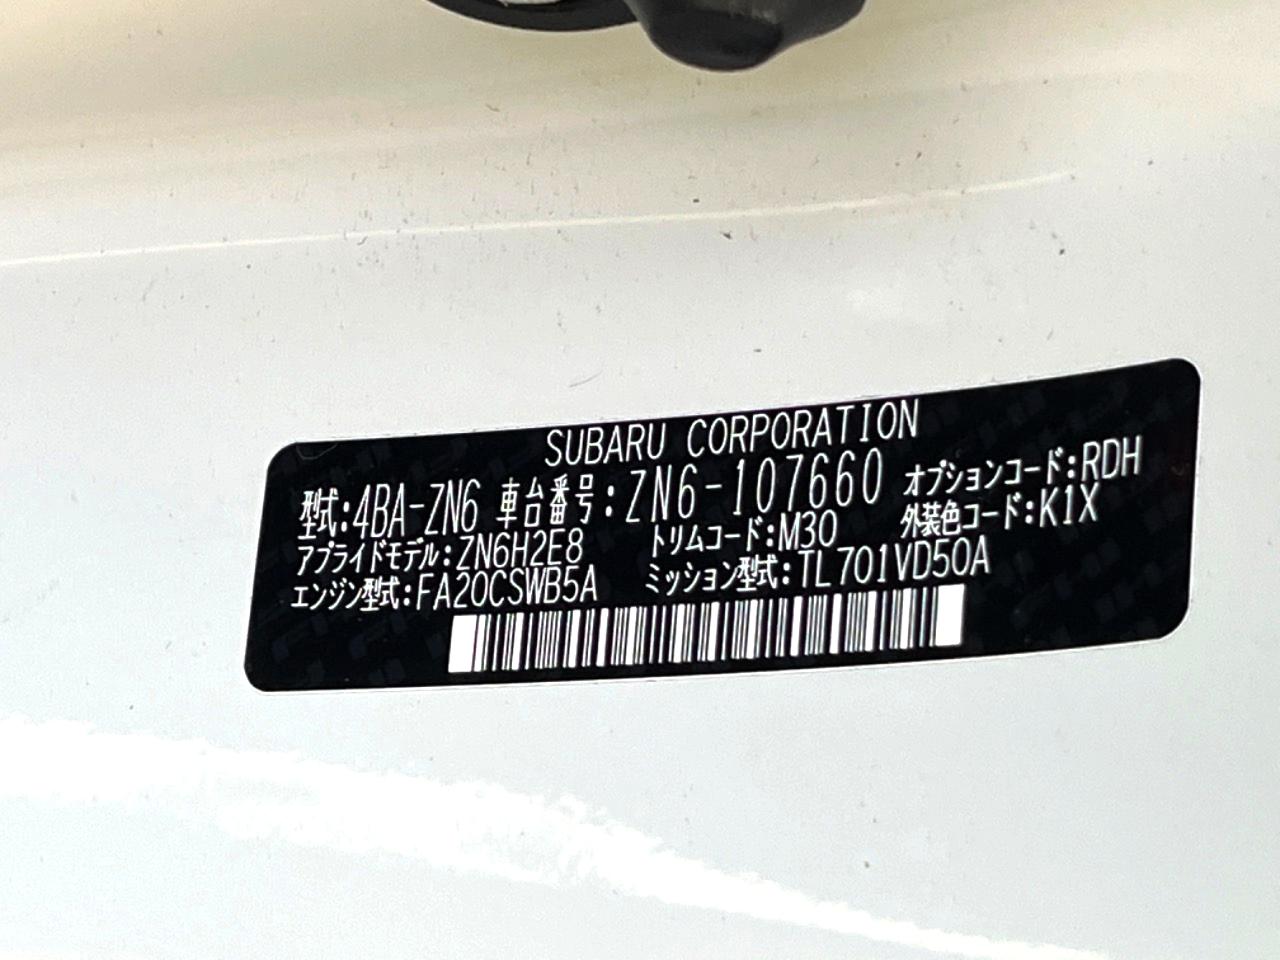 SUBARU CORPORATION
型式:4BA-ZN6 車台番号:ZN6-107660 オプションコード:RDH
アプライドモデル:ZN6H2E8 トリムコード:M30 外装色コード:K1X
エンジン型式:FA20CSWB5A ミッション型式:TL701VD50A